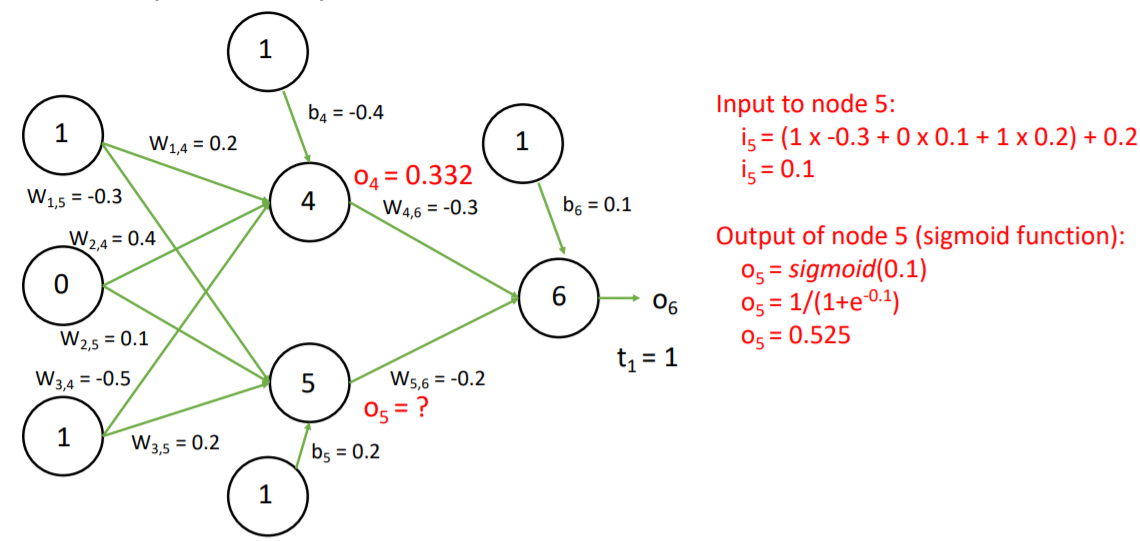 1
b₄ = -0.4
1
W₁,₄ = 0.2
1
o₄ = 0.332
W₁,₅ = -0.3
4
W₄,₆ = -0.3
b₆ = 0.1
W₂,₄ = 0.4
0
6
o₆
W₂,₅ = 0.1
t₁ = 1
W₃,₄ = -0.5
5
W₅,₆ = -0.2
o₅ = ?
1
W₃,₅ = 0.2
b₅ = 0.2
1
Input to node 5:
i₅ = (1 x -0.3 + 0 x 0.1 + 1 x 0.2) + 0.2
i₅ = 0.1
Output of node 5 (sigmoid function):
o₅ = sigmoid(0.1)
o₅ = 1/(1+e⁻⁰·¹)
o₅ = 0.525